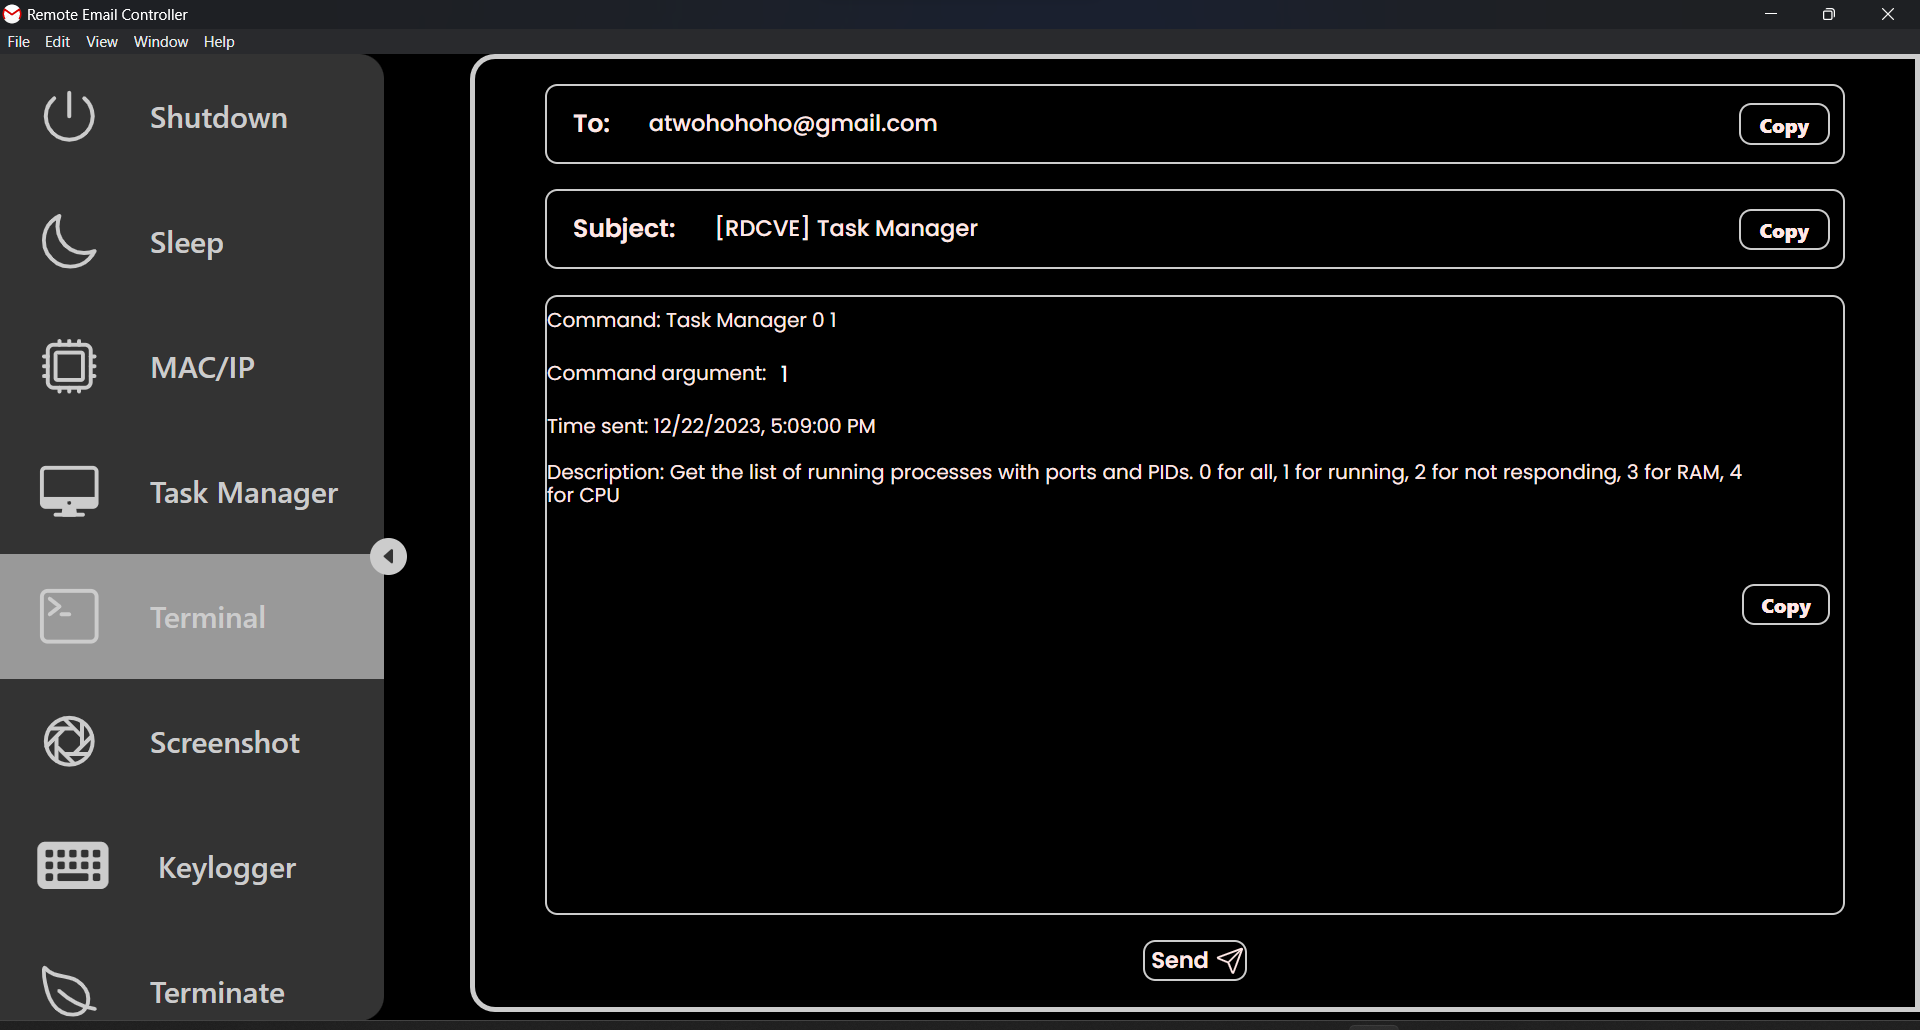 Remote Email Controller
File Edit View Window Help
Shutdown
Sleep
MAC/IP
Task Manager
Terminal
Screenshot
Keylogger
Terminate
To: atwohohoho@gmail.com
Copy
Subject: [RDCVE] Task Manager
Copy
Command: Task Manager 0 1
Command argument: 1
Time sent: 12/22/2023, 5:09:00 PM
Description: Get the list of running processes with ports and PIDs. 0 for all, 1 for running, 2 for not responding, 3 for RAM, 4
for CPU
Copy
Send